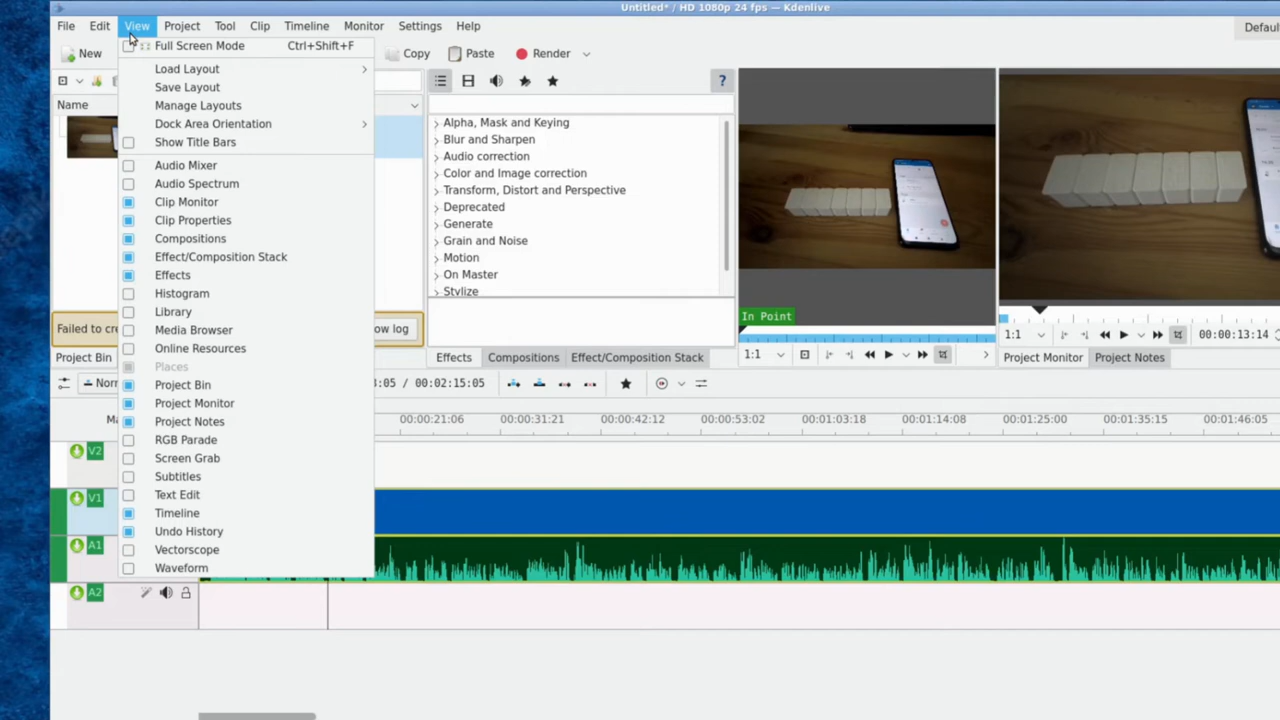 Untitled* / HD 1080p 24 fps — Kdenlive
File Edit View Project Tool Clip Timeline Monitor Settings Help
Default
New Copy Paste Render
Full Screen Mode Ctrl+Shift+F
Load Layout
Save Layout
Manage Layouts
Dock Area Orientation
Show Title Bars
Audio Mixer
Audio Spectrum
Clip Monitor
Clip Properties
Compositions
Effect/Composition Stack
Effects
Histogram
Library
Media Browser
Online Resources
Places
Project Bin
Project Monitor
Project Notes
RGB Parade
Screen Grab
Subtitles
Text Edit
Timeline
Undo History
Vectorscope
Waveform
Name
Failed to cre
ow log
Project Bin
Alpha, Mask and Keying
Blur and Sharpen
Audio correction
Color and Image correction
Transform, Distort and Perspective
Deprecated
Generate
Grain and Noise
Motion
On Master
Stylize
?
Effects Compositions Effect/Composition Stack
In Point
1:1
1:1 00:00:13:14
Project Monitor Project Notes
Norm
3:05 / 00:02:15:05
Ma
00:00:21:06 00:00:31:21 00:00:42:12 00:00:53:02 00:01:03:18 00:01:14:08 00:01:25:00 00:01:35:15 00:01:46:05
V2
V1
A1
A2